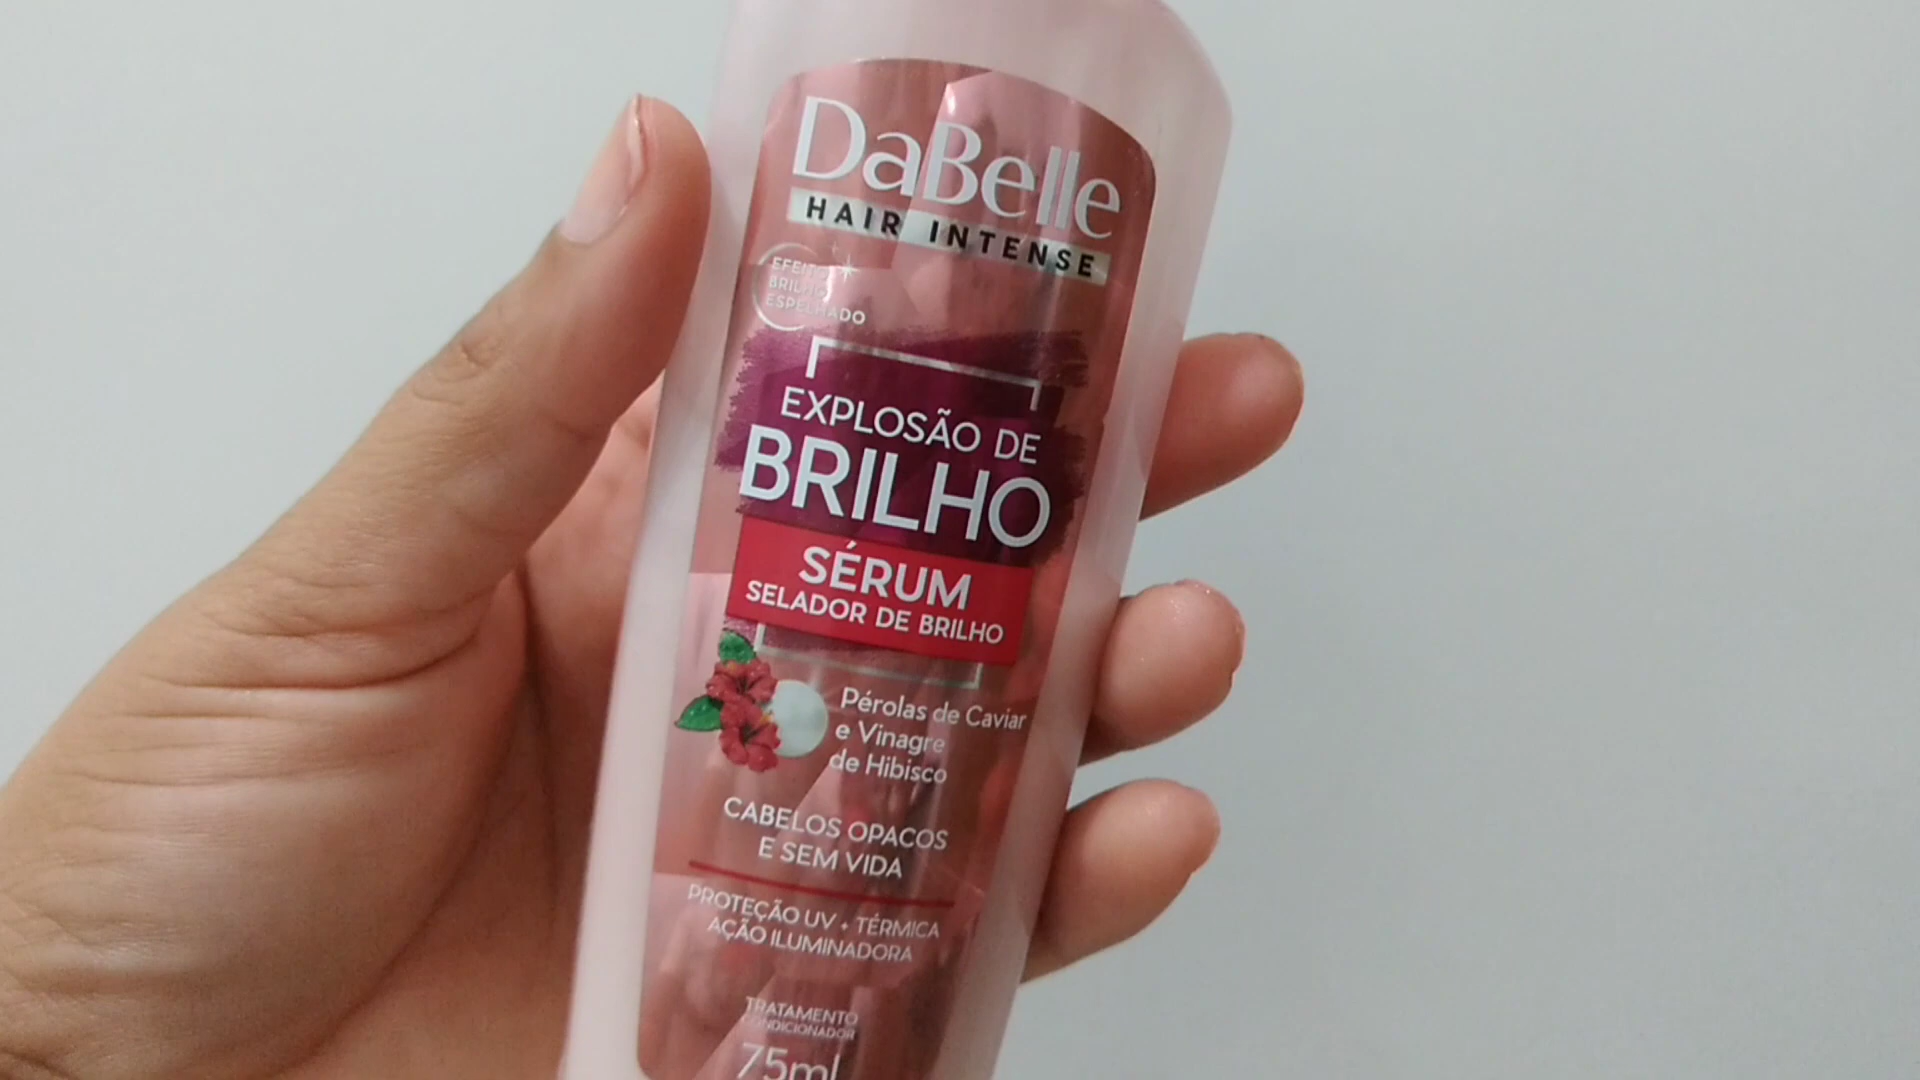 DaBelle
HAIR INTENSE
EFEITO
BRILHO
ESPELHADO
EXPLOSÃO DE
BRILHO
SÉRUM
SELADOR DE BRILHO
Pérolas de Caviar
e Vinagre
de Hibisco
CABELOS OPACOS
E SEM VIDA
PROTEÇÃO UV + TÉRMICA
AÇÃO ILUMINADORA
TRATAMENTO
CONDICIONADOR
75ml